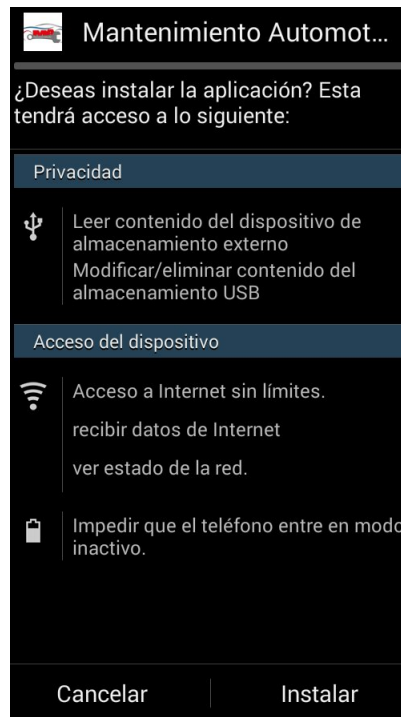 Mantenimiento Automot...
¿Deseas instalar la aplicación? Esta
tendrá acceso a lo siguiente:
Privacidad
Leer contenido del dispositivo de
almacenamiento externo
Modificar/eliminar contenido del
almacenamiento USB
Acceso del dispositivo
Acceso a Internet sin límites.
recibir datos de Internet
ver estado de la red.
Impedir que el teléfono entre en modo
inactivo.
Cancelar
Instalar